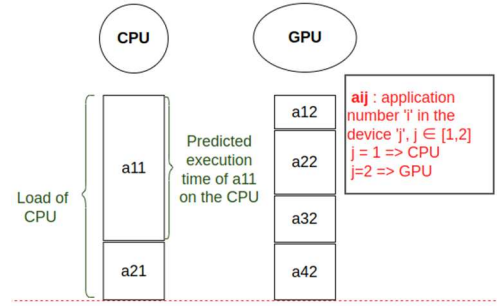 CPU
GPU
a11
a21
Load of
CPU
Predicted
execution
time of a11
on the CPU
a12
a22
a32
a42
aij : application
number 'i' in the
device 'j', j ∈ [1,2]
j = 1 => CPU
j=2 => GPU